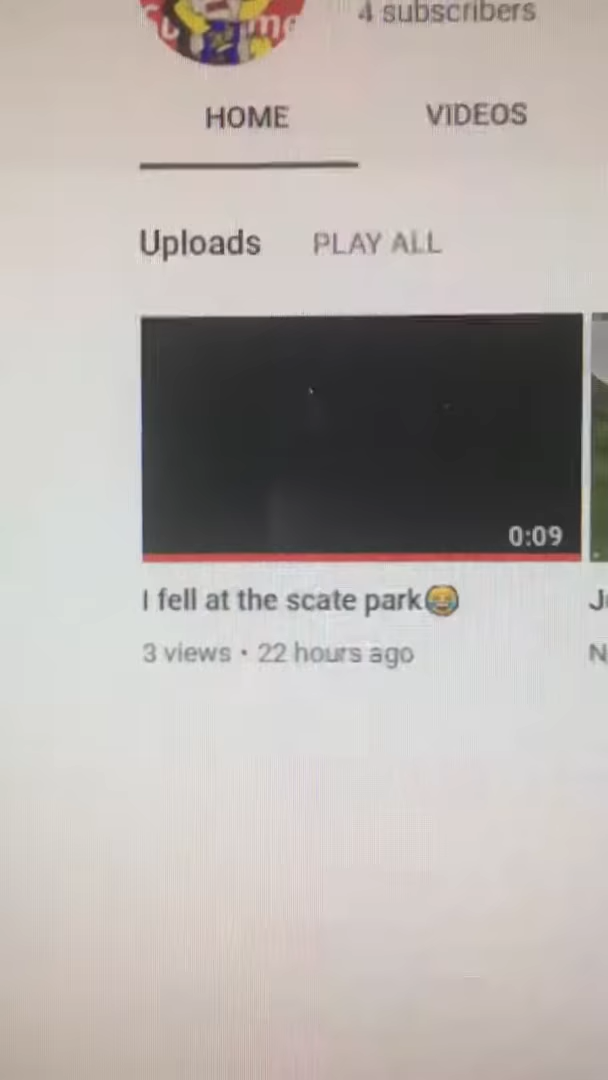 4 subscribers
HOME
VIDEOS
Uploads
PLAY ALL
0:09
I fell at the scate park😂
3 views • 22 hours ago